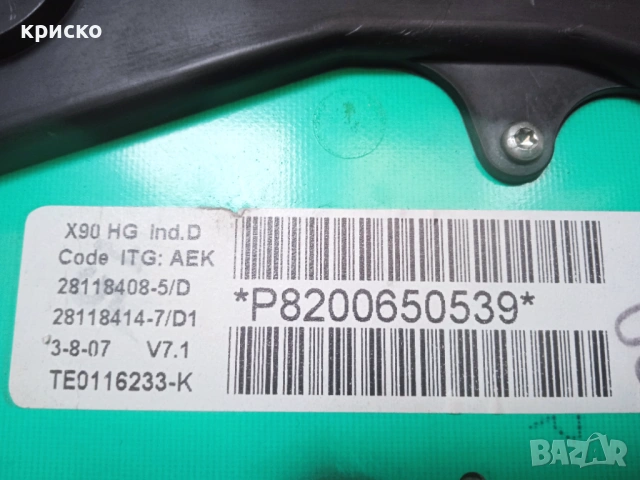 криско
X90 HG Ind.D
Code ITG: AEK
28118408-5/D
28118414-7/D1
3-8-07 V7.1
TE0116233-K
*P8200650539*
BAZAR